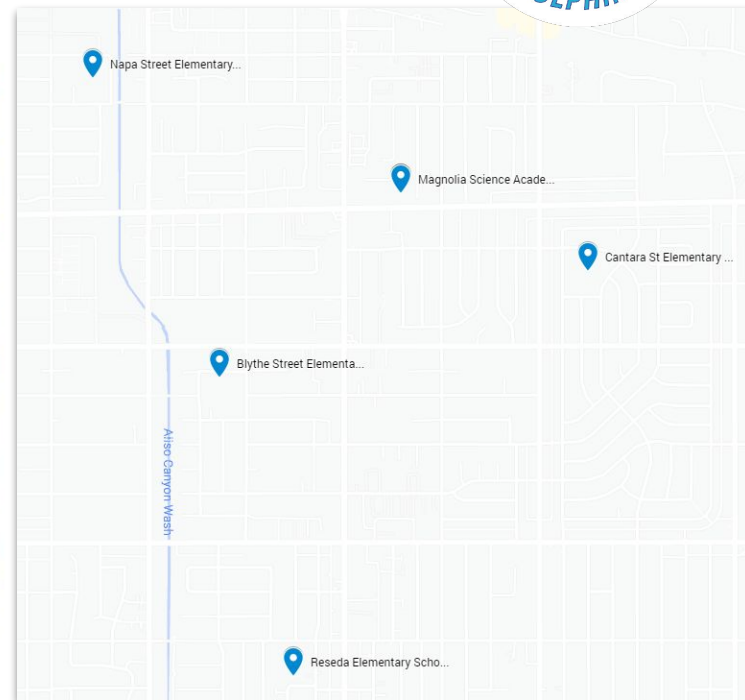 Napa Street Elementary...
Magnolia Science Acade...
Cantara St Elementary ...
Blythe Street Elementa...
Aliso Canyon Wash
Reseda Elementary Scho...